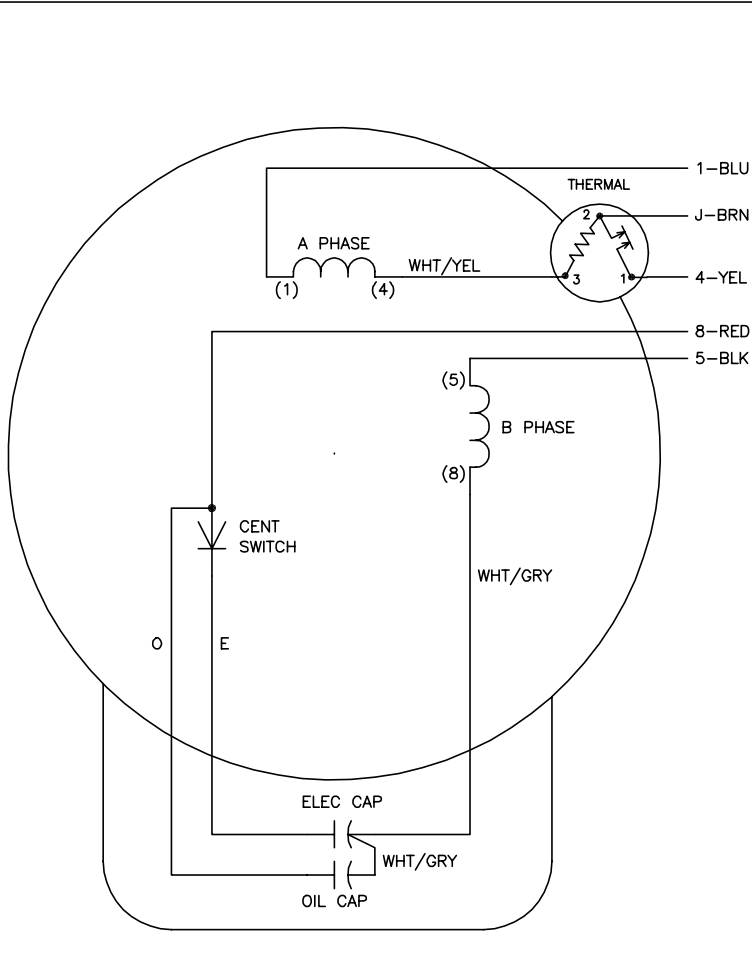 1-BLU
THERMAL
2
J-BRN
A PHASE
WHT/YEL
3
1
4-YEL
(1)
(4)
8-RED
5-BLK
(5)
B PHASE
(8)
CENT
SWITCH
WHT/GRY
O
E
ELEC CAP
WHT/GRY
OIL CAP